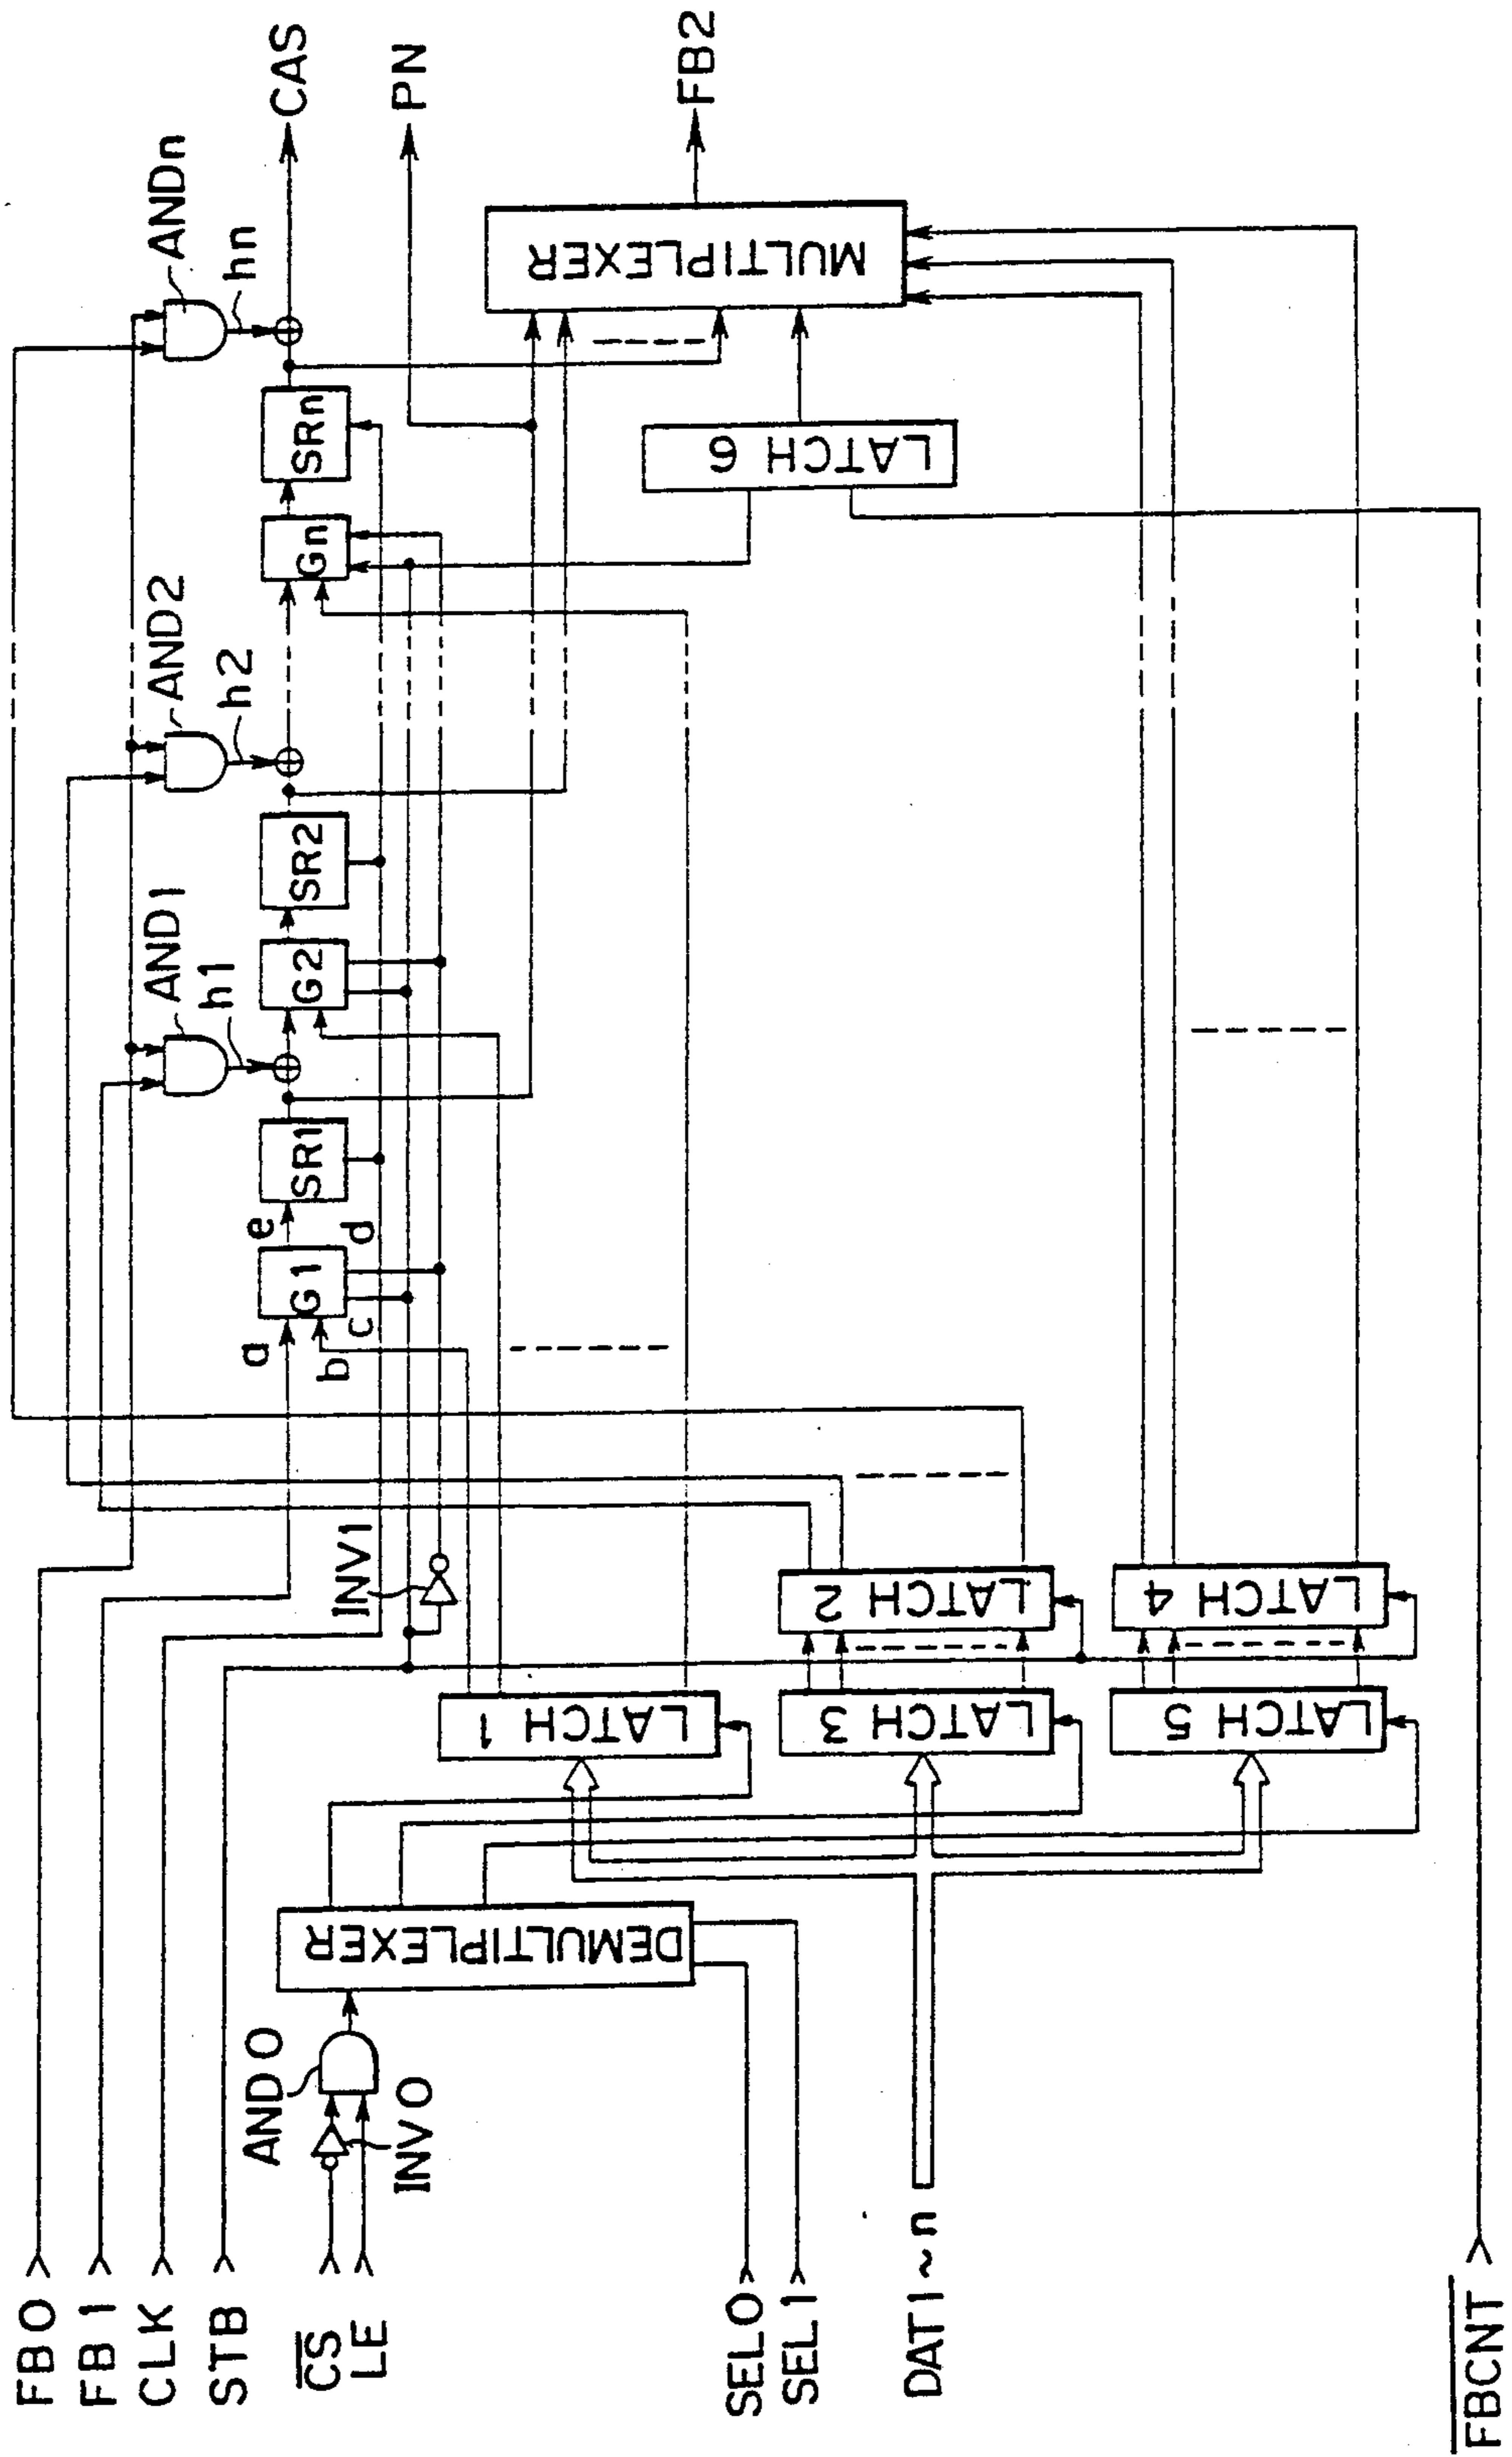 FB0
FB1
CLK
STB
CS
LE
SEL0
SEL1
DAT1~n
FBCNT
AND0
INV0
DEMULTIPLEXER
LATCH 1
LATCH 3
LATCH 5
LATCH 2
LATCH 4
INV1
a
b
c
d
e
G1
SR1
h1
AND1
G2
SR2
h2
AND2
Gn
SRn
hn
ANDn
LATCH 6
MULTIPLEXER
CAS
PN
FB2